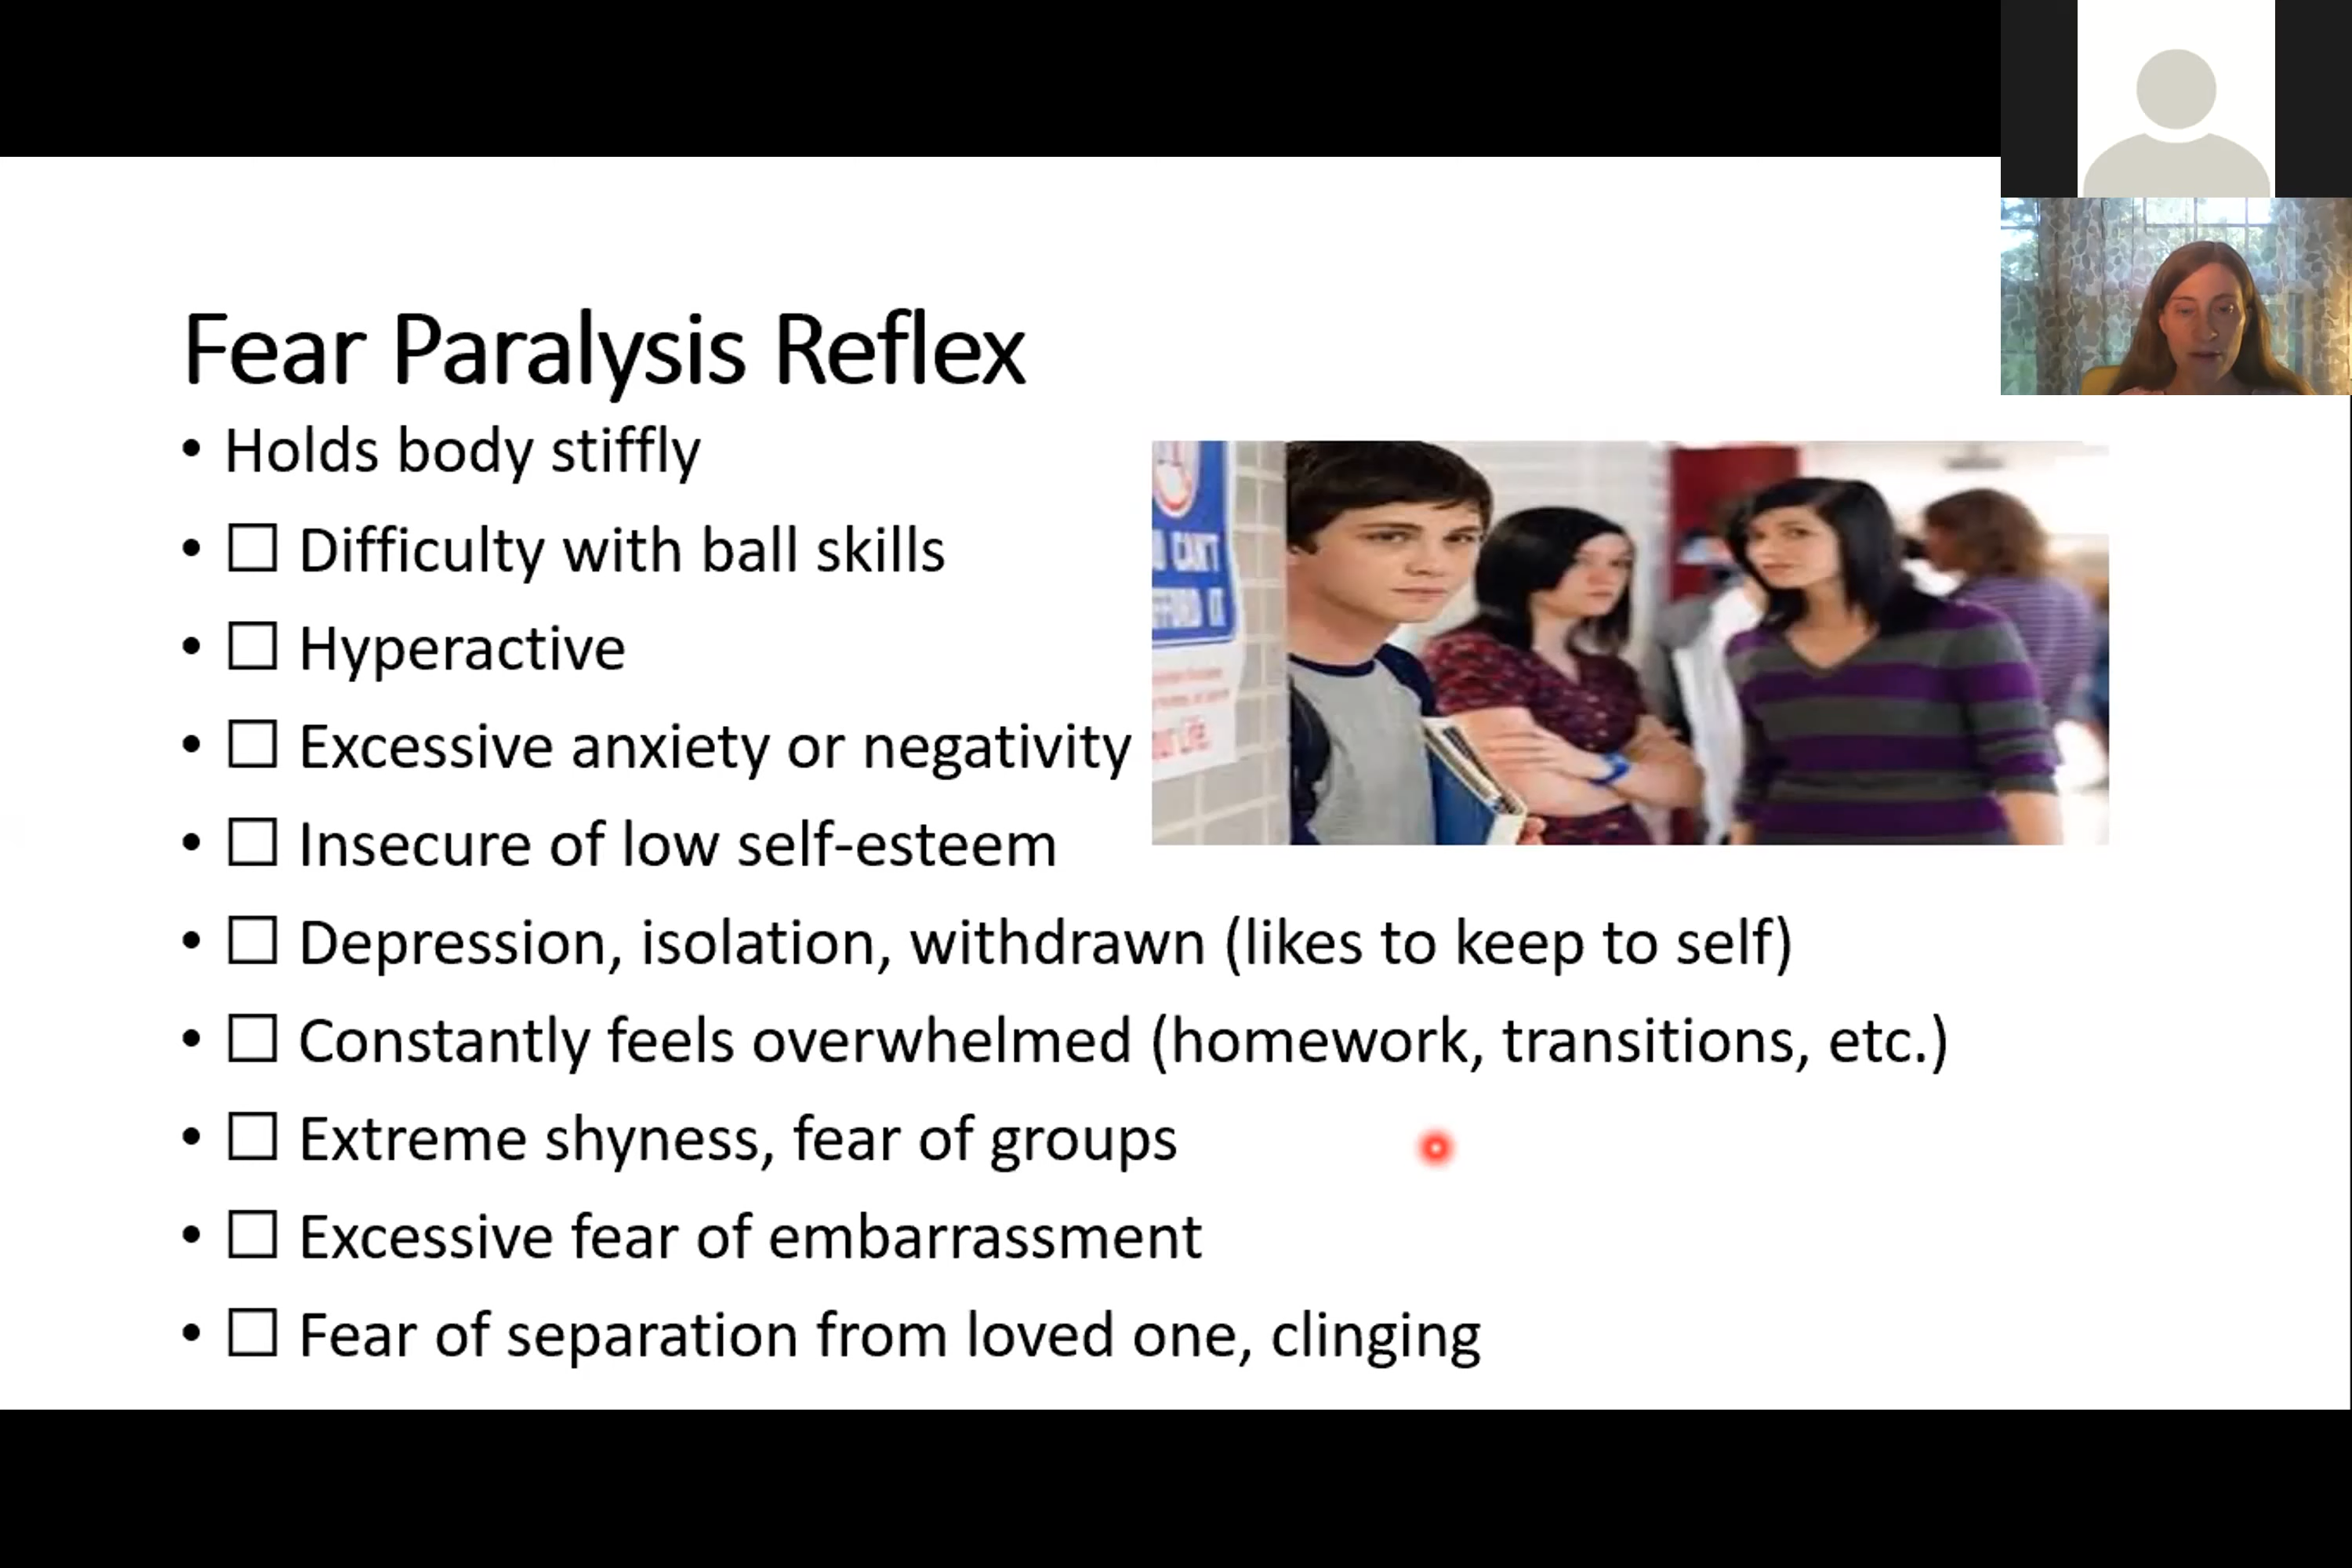 Fear Paralysis Reflex
• Holds body stiffly
• ☐ Difficulty with ball skills
• ☐ Hyperactive
• ☐ Excessive anxiety or negativity
• ☐ Insecure of low self-esteem
• ☐ Depression, isolation, withdrawn (likes to keep to self)
• ☐ Constantly feels overwhelmed (homework, transitions, etc.)
• ☐ Extreme shyness, fear of groups
• ☐ Excessive fear of embarrassment
• ☐ Fear of separation from loved one, clinging
CAN'T
IT